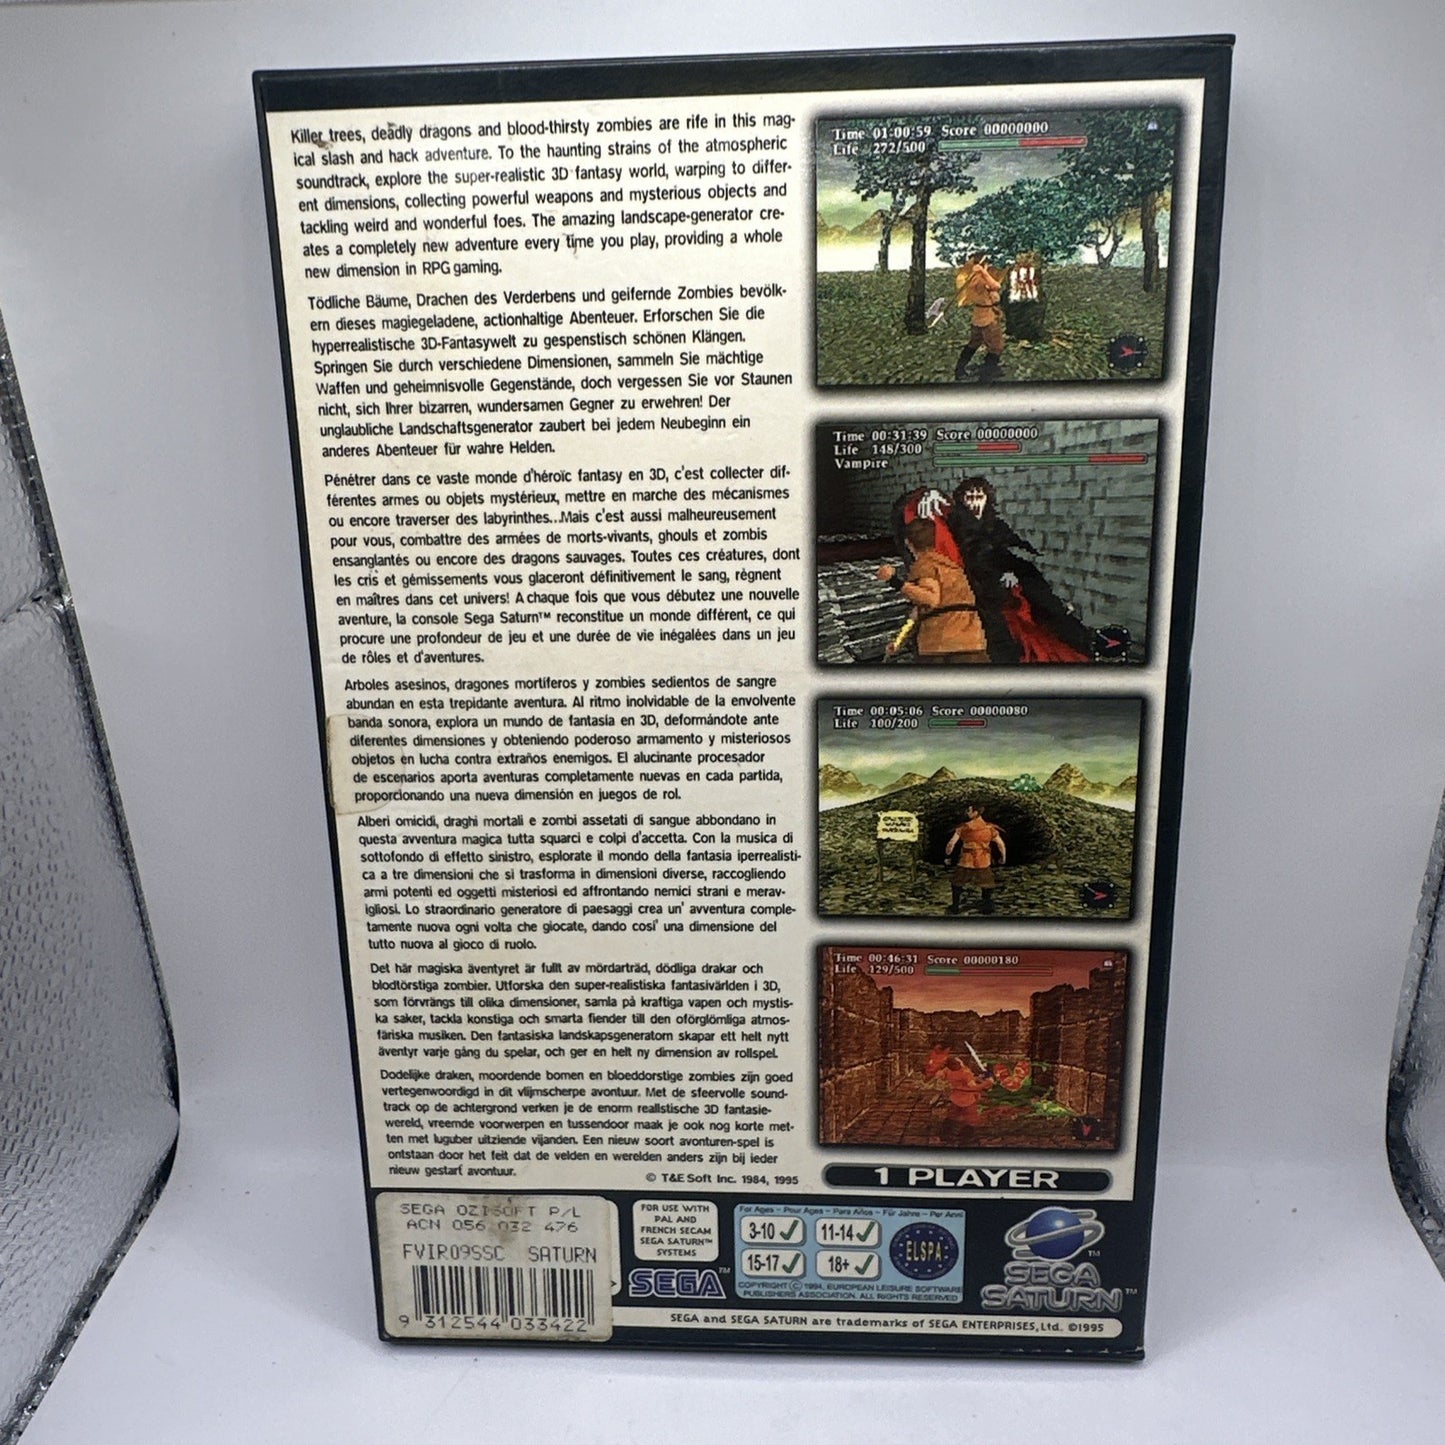 Killer trees, deadly dragons and blood-thirsty zombies are rife in this mag-
ical slash and hack adventure. To the haunting strains of the atmospheric
soundtrack, explore the super-realistic 3D fantasy world, warping to differ-
ent dimensions, collecting powerful weapons and mysterious objects and
tackling weird and wonderful foes. The amazing landscape-generator cre-
ates a completely new adventure every time you play, providing a whole
new dimension in RPG gaming.
Tödliche Bäume, Drachen des Verderbens und geifernde Zombies bevölk-
ern dieses magiegeladene, actionhaltige Abenteuer. Erforschen Sie die
hyperrealistische 3D-Fantasywelt zu gespenstisch schönen Klängen.
Springen Sie durch verschiedene Dimensionen, sammeln Sie mächtige
Waffen und geheimnisvolle Gegenstände, doch vergessen Sie vor Staunen
nicht, sich Ihrer bizarren, wundersamen Gegner zu erwehren! Der
unglaubliche Landschaftsgenerator zaubert bei jedem Neubeginn ein
anderes Abenteuer für wahre Helden.
Pénétrer dans ce vaste monde d'héroïc fantasy en 3D, c'est collecter dif-
férentes armes ou objets mystérieux, mettre en marche des mécanismes
ou encore traverser des labyrinthes...Mais c'est aussi malheureusement
pour vous, combattre des armées de morts-vivants, ghouls et zombis
ensanglantés ou encore des dragons sauvages. Toutes ces créatures, dont
les cris et gémissements vous glaceront définitivement le sang, règnent
en maîtres dans cet univers! A chaque fois que vous débutez une nouvelle
aventure, la console Sega Saturn™ reconstitue un monde différent, ce qui
procure une profondeur de jeu et une durée de vie inégalées dans un jeu
de rôles et d'aventures.
Arboles asesinos, dragones mortíferos y zombies sedientos de sangre
abundan en esta trepidante aventura. Al ritmo inolvidable de la envolvente
banda sonora, explora un mundo de fantasia en 3D, deformándote ante
diferentes dimensiones y obteniendo poderoso armamento y misteriosos
objetos en lucha contra extraños enemigos. El alucinante procesador
de escenarios aporta aventuras completamente nuevas en cada partida,
proporcionando una nueva dimensión en juegos de rol.
Alberi omicidi, draghi mortali e zombi assetati di sangue abbondano in
questa avventura magica tutta squarci e colpi d'accetta. Con la musica di
sottofondo di effetto sinistro, esplorate il mondo della fantasia iperrealisti-
ca a tre dimensioni che si trasforma in dimensioni diverse, raccogliendo
armi potenti ed oggetti misteriosi ed affrontando nemici strani e merav-
igliosi. Lo straordinario generatore di paesaggi crea un' avventura comple-
tamente nuova ogni volta che giocate, dando cosi' una dimensione del
tutto nuova al gioco di ruolo.
Det här magiska äventyret är fullt av mördarträd, dödliga drakar och
blodtörstiga zombier. Utforska den super-realistiska fantasivärlden i 3D,
som förvrängs till olika dimensioner, samla på kraftiga vapen och mystis-
ka saker, tackla konstiga och smarta fiender till den oförglömliga atmos-
färiska musiken. Den fantasiska landskapsgeneratorn skapar ett helt nytt
äventyr varje gång du spelar, och ger en helt ny dimension av rollspel.
Dodelijke draken, moordende bomen en bloeddorstige zombies zijn goed
vertegenwoordigd in dit vlijmscherpe avontuur. Met de sfeervolle sound-
track op de achtergrond verken je de enorm realistische 3D fantasie-
wereld, vreemde voorwerpen en tussendoor maak je ook nog korte met-
ten met luguber uitziende vijanden. Een nieuw soort avonturen-spel is
ontstaan door het feit dat de velden en werelden anders zijn bij ieder
nieuw gestart avontuur.
© T&E Soft Inc. 1984, 1995
Time 01:00:59 Score 00000000
Life 272/500
Time 00:31:39 Score 00000000
Life 148/300
Vampire
Time 00:05:06 Score 00000080
Life 100/200
Time 00:46:31 Score 00000180
Life 129/500
1 PLAYER
SEGA OZISOFT P/L
ACN 056 032 476
FVIR09SSC SATURN
9 312544 033422
FOR USE WITH
PAL AND
FRENCH SECAM
SEGA SATURN™
SYSTEMS
SEGA™
For Ages - Pour Ages - Para Años - Für Jahre - Per Anni
3-10 11-14
15-17 18+
ELSPA
COPYRIGHT © 1994, EUROPEAN LEISURE SOFTWARE
PUBLISHERS ASSOCIATION. ALL RIGHTS RESERVED
SEGA
SATURN™
SEGA and SEGA SATURN are trademarks of SEGA ENTERPRISES, Ltd. ©1995